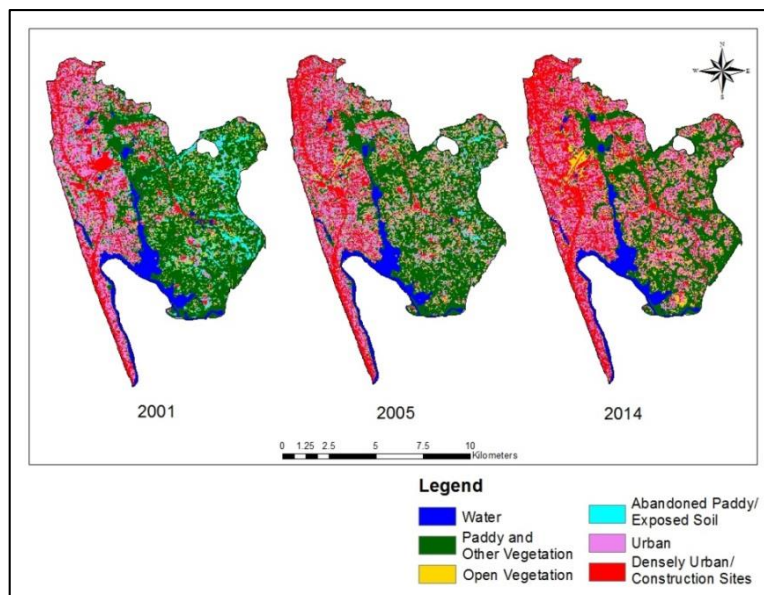 N
W
E
S
2001
2005
2014
0 1.25 2.5 5 7.5 10
Kilometers
Legend
Water
Paddy and
Other Vegetation
Open Vegetation
Abandoned Paddy/
Exposed Soil
Urban
Densely Urban/
Construction Sites